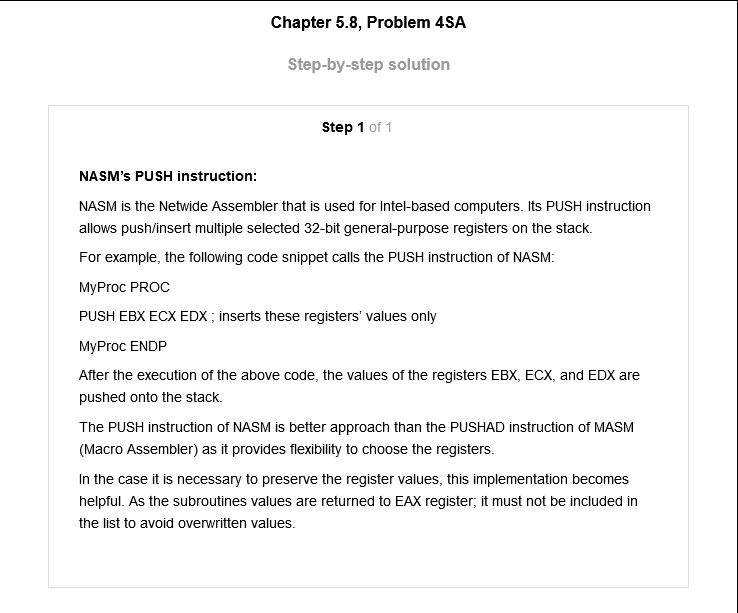 Chapter 5.8, Problem 4SA
Step-by-step solution
Step 1 of 1
NASM's PUSH instruction:
NASM is the Netwide Assembler that is used for Intel-based computers. Its PUSH instruction
allows push/insert multiple selected 32-bit general-purpose registers on the stack.
For example, the following code snippet calls the PUSH instruction of NASM:
MyProc PROC
PUSH EBX ECX EDX ; inserts these registers' values only
MyProc ENDP
After the execution of the above code, the values of the registers EBX, ECX, and EDX are
pushed onto the stack.
The PUSH instruction of NASM is better approach than the PUSHAD instruction of MASM
(Macro Assembler) as it provides flexibility to choose the registers.
In the case it is necessary to preserve the register values, this implementation becomes
helpful. As the subroutines values are returned to EAX register; it must not be included in
the list to avoid overwritten values.